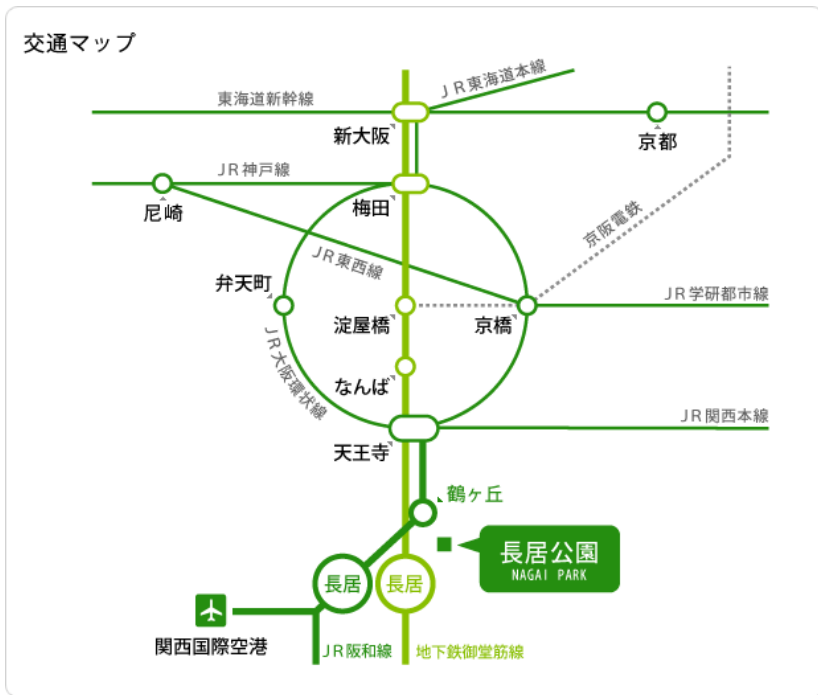 交通マップ
JR東海道本線
東海道新幹線
新大阪
京都
JR神戸線
尼崎
梅田
京阪電鉄
JR東西線
弁天町
JR学研都市線
淀屋橋
京橋
JR大阪環状線
なんば
JR関西本線
天王寺
鶴ヶ丘
長居公園
NAGAI PARK
長居
長居
関西国際空港
JR阪和線
地下鉄御堂筋線